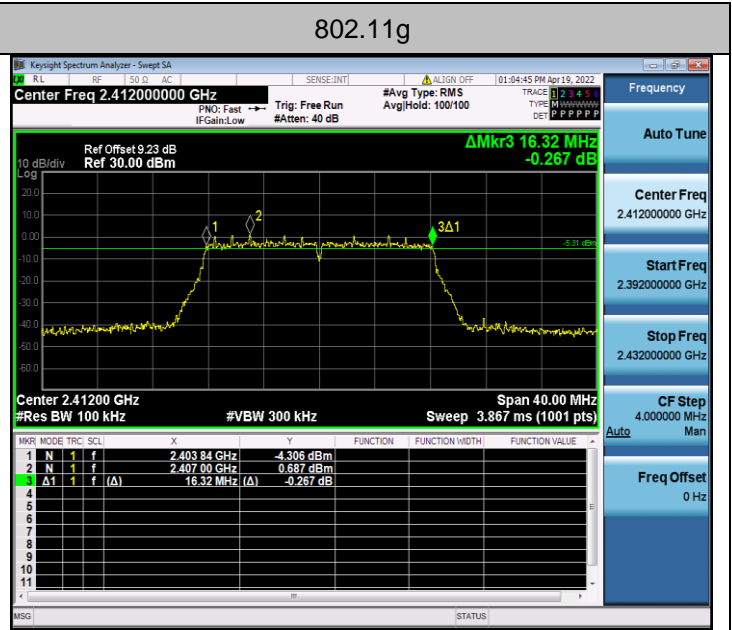 802.11g
Keysight Spectrum Analyzer - Swept SA
LXI RL RF 50 Ω AC SENSE:INT ALIGN OFF 01:04:45 PM Apr 19, 2022
Center Freq 2.412000000 GHz
PNO: Fast
IFGain:Low
Trig: Free Run
#Atten: 40 dB
#Avg Type: RMS
Avg|Hold: 100/100
TRACE 1 2 3 4 5 6
TYPE M WWWWW
DET P P P P P P
Ref Offset 9.23 dB
10 dB/div Ref 30.00 dBm
Log
ΔMkr3 16.32 MHz
-0.267 dB
20.0
10.0
0.00
-10.0
-20.0
-30.0
-40.0
-50.0
-60.0
1
2
3Δ1
-5.31 dBm
Center 2.41200 GHz Span 40.00 MHz
#Res BW 100 kHz #VBW 300 kHz Sweep 3.867 ms (1001 pts)
MKR MODE TRC SCL X Y FUNCTION FUNCTION WIDTH FUNCTION VALUE
1 N 1 f 2.403 84 GHz -4.306 dBm
2 N 1 f 2.407 00 GHz 0.687 dBm
3 Δ1 1 f (Δ) 16.32 MHz (Δ) -0.267 dB
4
5
6
7
8
9
10
11
MSG STATUS
Frequency
Auto Tune
Center Freq
2.412000000 GHz
Start Freq
2.392000000 GHz
Stop Freq
2.432000000 GHz
CF Step
4.000000 MHz
Auto Man
Freq Offset
0 Hz